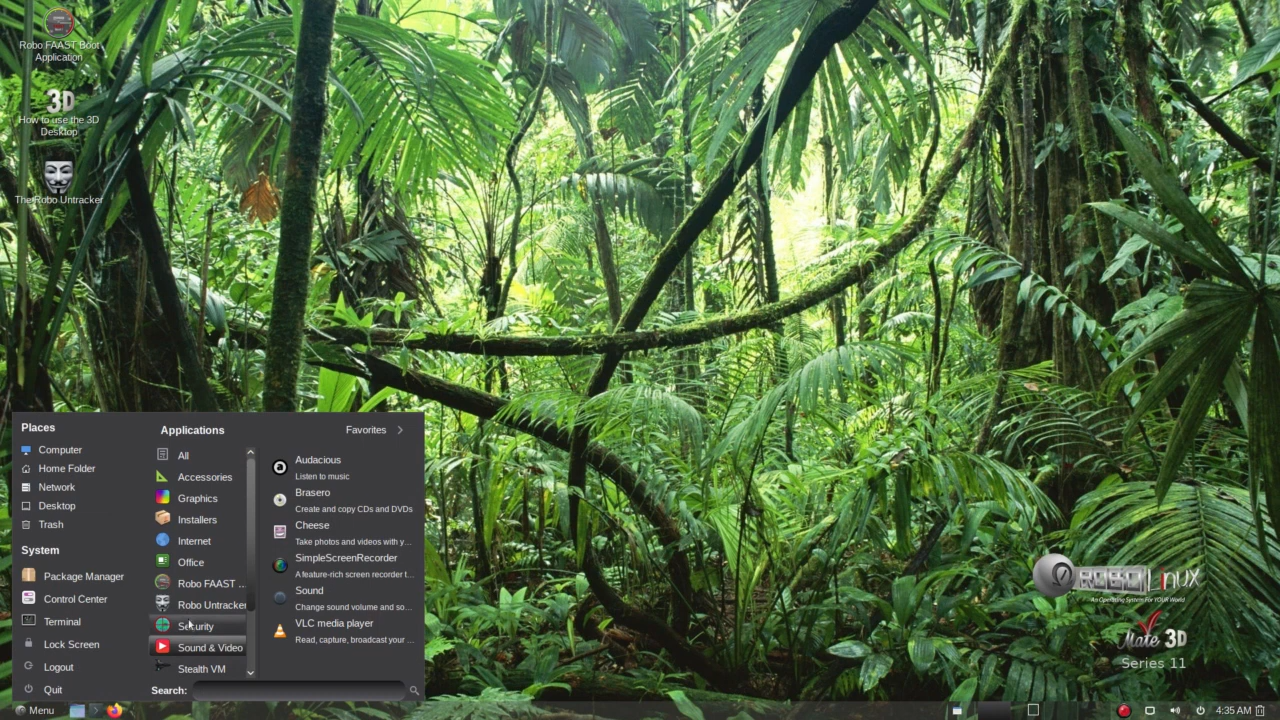 Robo FAAST Boot
Application
3D
How to use the 3D
Desktop
The Robo Untracker
Places
Computer
Home Folder
Network
Desktop
Trash
System
Package Manager
Control Center
Terminal
Lock Screen
Logout
Quit
Applications
All
Accessories
Graphics
Installers
Internet
Office
Robo FAAST ...
Robo Untracker
Security
Sound & Video
Stealth VM
Favorites
Audacious
Listen to music
Brasero
Create and copy CDs and DVDs
Cheese
Take photos and videos with y...
SimpleScreenRecorder
A feature-rich screen recorder t...
Sound
Change sound volume and so...
VLC media player
Read, capture, broadcast your ...
Search:
ROBOLINUX
An Operating System For YOUR World
Mate 3D
Series 11
Menu
4:35 AM